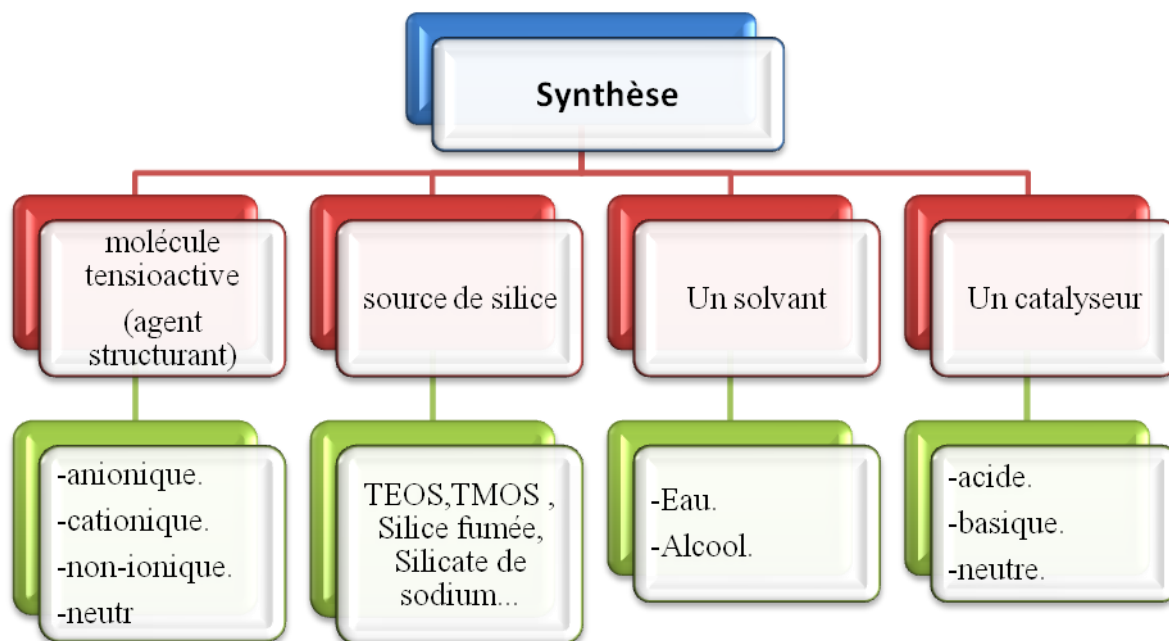 Synthèse
molécule
tensioactive
(agent
structurant)
source de silice
Un solvant
Un catalyseur
-anionique.
-cationique.
-non-ionique.
-neutr
TEOS,TMOS ,
Silice fumée,
Silicate de
sodium...
-Eau.
-Alcool.
-acide.
-basique.
-neutre.